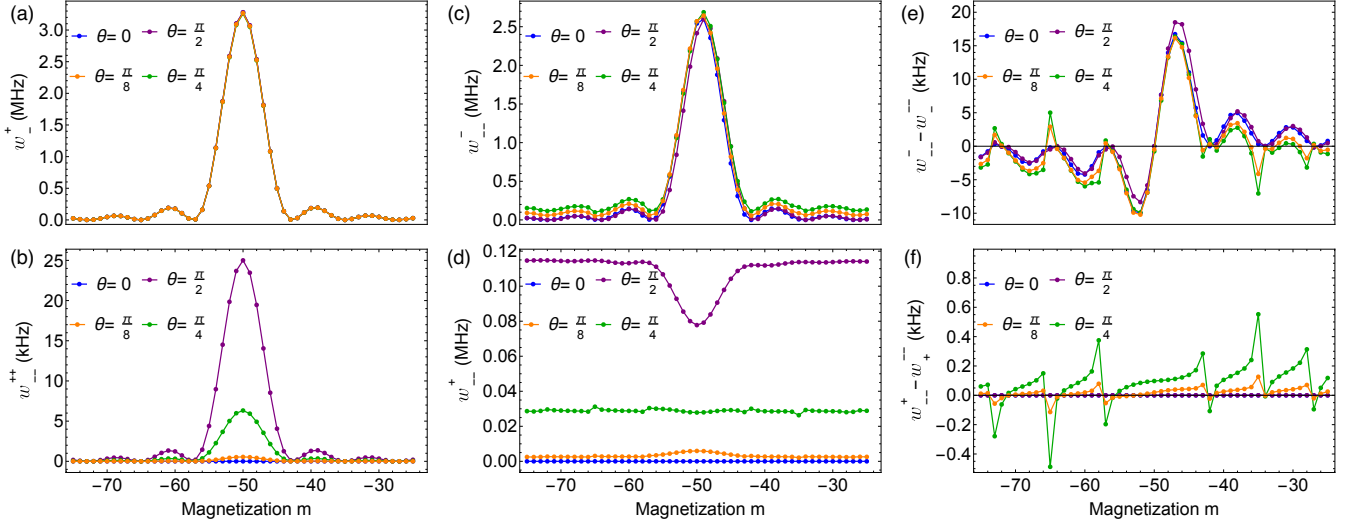 (a)
w₋⁺ (MHz)
θ= 0
θ= π/2
θ= π/8
θ= π/4
3.0
2.5
2.0
1.5
1.0
0.5
0.0
(b)
w₋₋⁺⁺ (kHz)
θ= 0
θ= π/2
θ= π/8
θ= π/4
25
20
15
10
5
0
−70 −60 −50 −40 −30
Magnetization m
(c)
w₋₋⁻ (MHz)
θ= 0
θ= π/2
θ= π/8
θ= π/4
2.5
2.0
1.5
1.0
0.5
0.0
(d)
w₋₋⁺ (MHz)
θ= 0
θ= π/2
θ= π/8
θ= π/4
0.12
0.10
0.08
0.06
0.04
0.02
0.00
−70 −60 −50 −40 −30
Magnetization m
(e)
w₋₋⁻ − w₋⁻⁻ (kHz)
θ= 0
θ= π/2
θ= π/8
θ= π/4
20
15
10
5
0
−5
−10
−70 −60 −50 −40 −30
(f)
w₋₋⁺ − w₊⁻⁻ (kHz)
θ= 0
θ= π/2
θ= π/8
θ= π/4
0.8
0.6
0.4
0.2
0.0
−0.2
−0.4
−70 −60 −50 −40 −30
Magnetization m